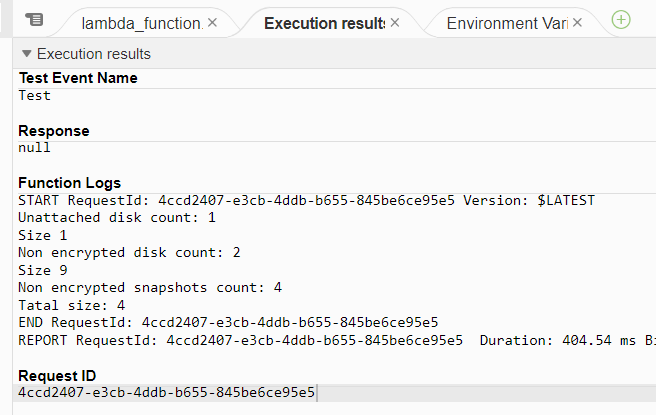 lambda_function. Execution results Environment Vari
Execution results
Test Event Name
Test
Response
null
Function Logs
START RequestId: 4ccd2407-e3cb-4ddb-b655-845be6ce95e5 Version: $LATEST
Unattached disk count: 1
Size 1
Non encrypted disk count: 2
Size 9
Non encrypted snapshots count: 4
Tatal size: 4
END RequestId: 4ccd2407-e3cb-4ddb-b655-845be6ce95e5
REPORT RequestId: 4ccd2407-e3cb-4ddb-b655-845be6ce95e5 Duration: 404.54 ms Bi
Request ID
4ccd2407-e3cb-4ddb-b655-845be6ce95e5